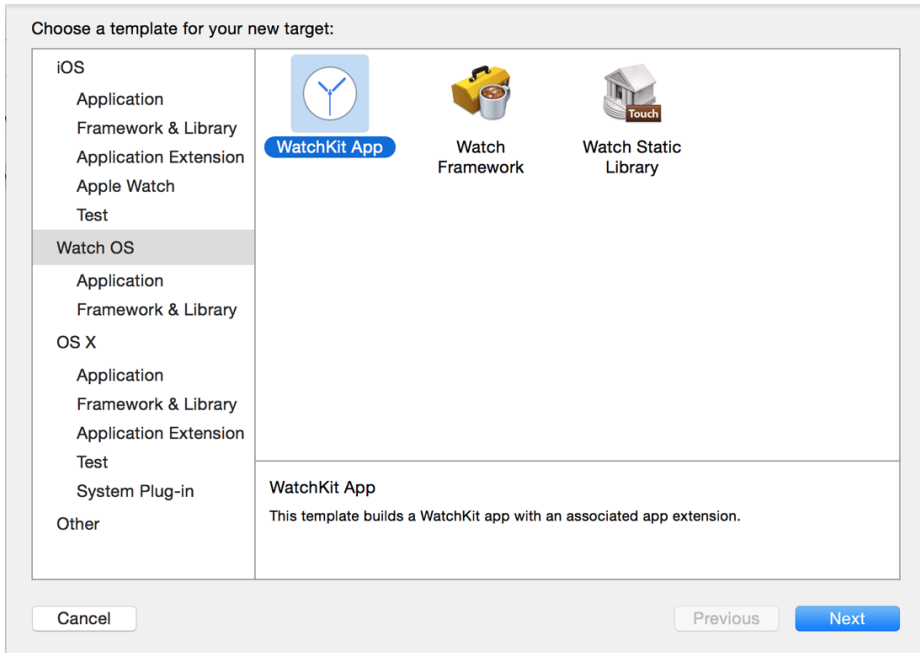 Choose a template for your new target:
iOS
Application
Framework & Library
Application Extension
Apple Watch
Test
Watch OS
Application
Framework & Library
OS X
Application
Framework & Library
Application Extension
Test
System Plug-in
Other
WatchKit App
Watch
Framework
Touch
Watch Static
Library
WatchKit App
This template builds a WatchKit app with an associated app extension.
Cancel
Previous
Next